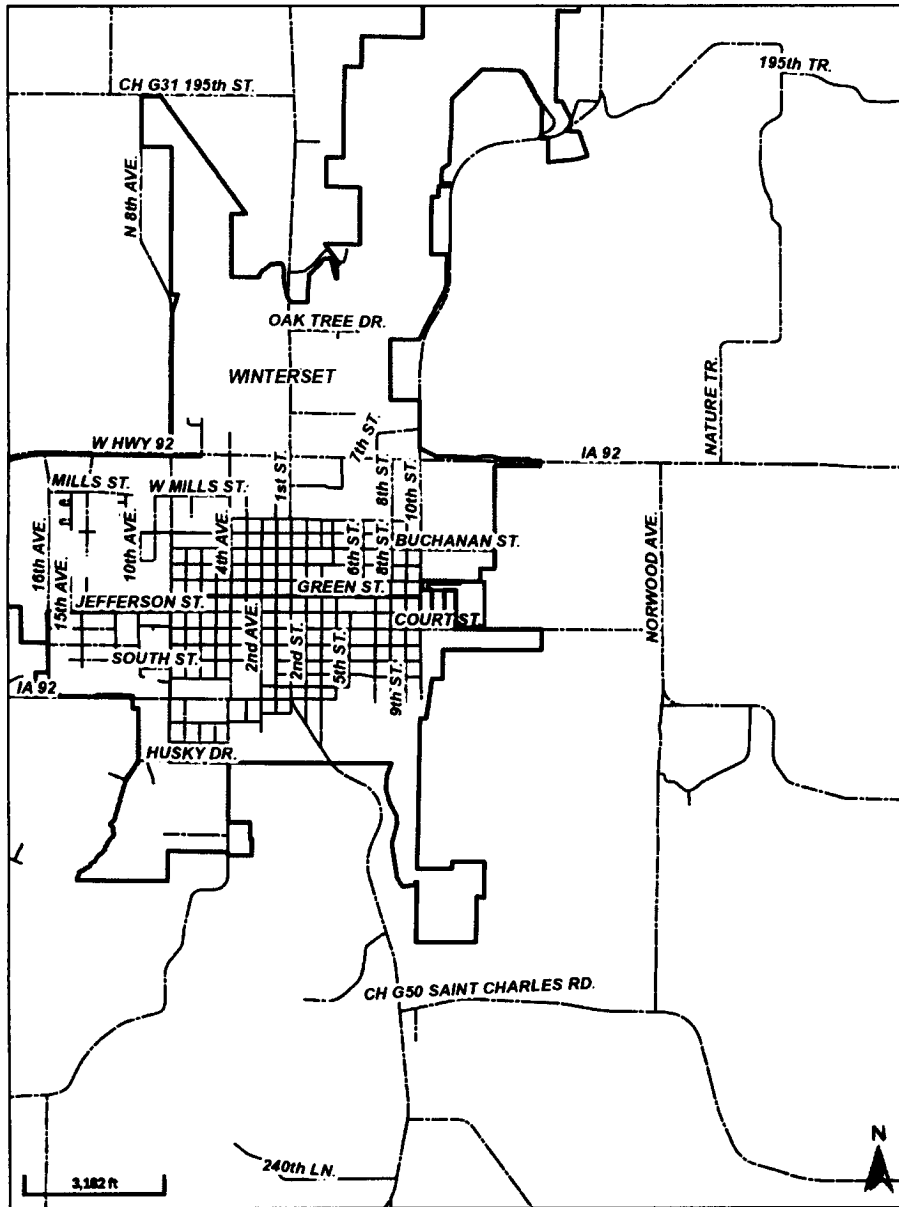 CH G31 195th ST.
195th TR.
N 8th AVE.
OAK TREE DR.
WINTERSET
NATURE TR.
W HWY 92
7th ST.
IA 92
1st ST.
8th ST.
10th ST.
MILLS ST.
W MILLS ST.
16th AVE.
10th AVE.
4th AVE.
6th ST.
8th ST.
BUCHANAN ST.
NORWOOD AVE.
15th AVE.
GREEN ST.
JEFFERSON ST.
COURT ST.
2nd AVE.
2nd ST.
5th ST.
9th ST.
SOUTH ST.
IA 92
HUSKY DR.
CH G50 SAINT CHARLES RD.
240th LN.
3,182 ft
N